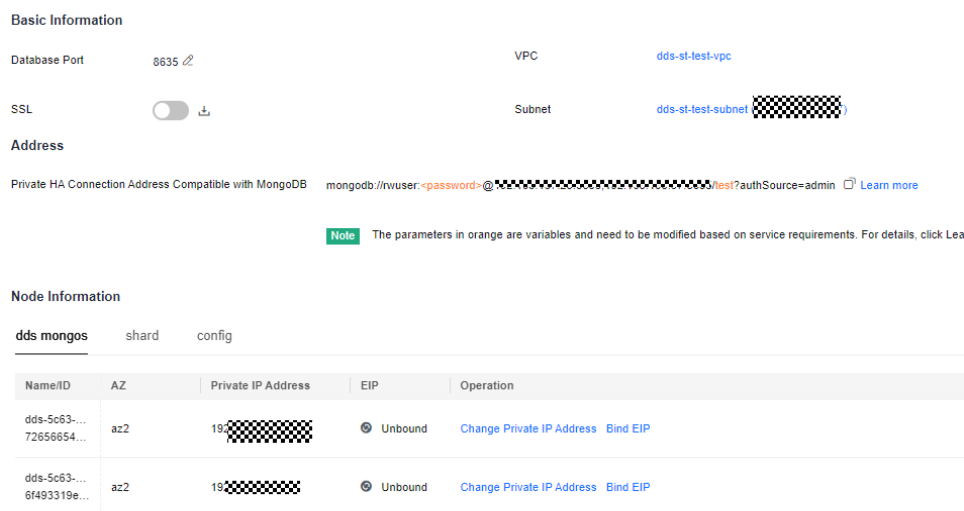 Basic Information
Database Port 8635 VPC dds-st-test-vpc
SSL Subnet dds-st-test-subnet ( )
Address
Private HA Connection Address Compatible with MongoDB mongodb://rwuser:<password>@ /test?authSource=admin Learn more
Note The parameters in orange are variables and need to be modified based on service requirements. For details, click Lea
Node Information
dds mongos shard config
Name/ID AZ Private IP Address EIP Operation
dds-5c63-...
72656654... az2 192 Unbound Change Private IP Address Bind EIP
dds-5c63-...
6f493319e... az2 192 Unbound Change Private IP Address Bind EIP